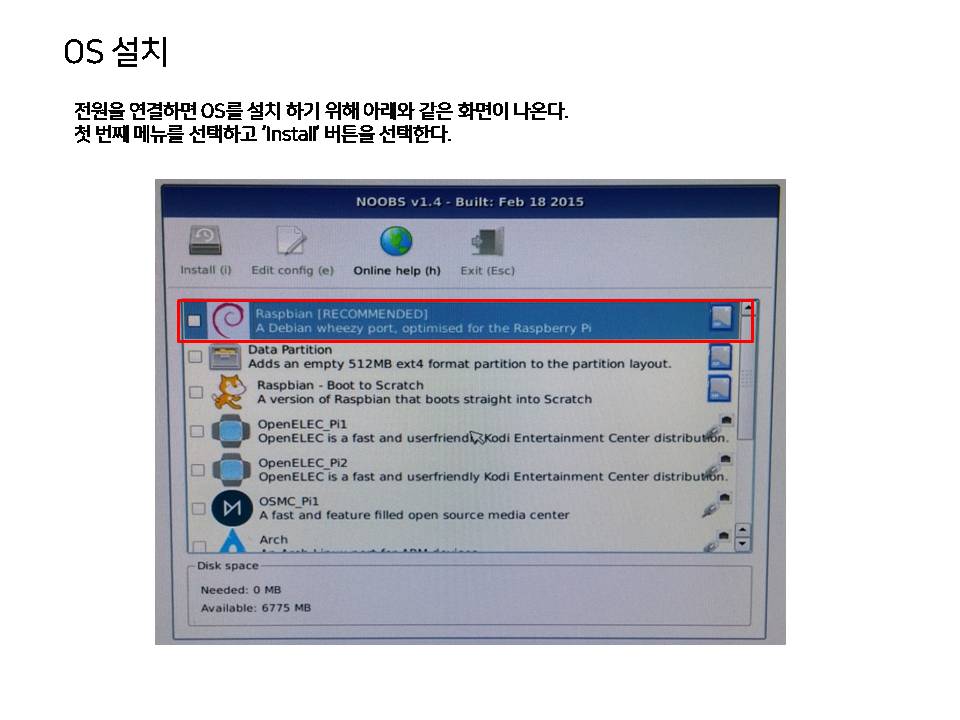 OS 설치
전원을 연결하면 OS를 설치 하기 위해 아래와 같은 화면이 나온다.
첫 번째 메뉴를 선택하고 ‘Install’ 버튼을 선택한다.
NOOBS v1.4 - Built: Feb 18 2015
Install (i) Edit config (e) Online help (h) Exit (Esc)
Raspbian [RECOMMENDED]
A Debian wheezy port, optimised for the Raspberry Pi
Data Partition
Adds an empty 512MB ext4 format partition to the partition layout.
Raspbian - Boot to Scratch
A version of Raspbian that boots straight into Scratch
OpenELEC_Pi1
OpenELEC is a fast and userfriendly Kodi Entertainment Center distribution.
OpenELEC_Pi2
OpenELEC is a fast and userfriendly Kodi Entertainment Center distribution.
OSMC_Pi1
A fast and feature filled open source media center
Arch
An Arch Linux port for ARM devices
Disk space
Needed: 0 MB
Available: 6775 MB